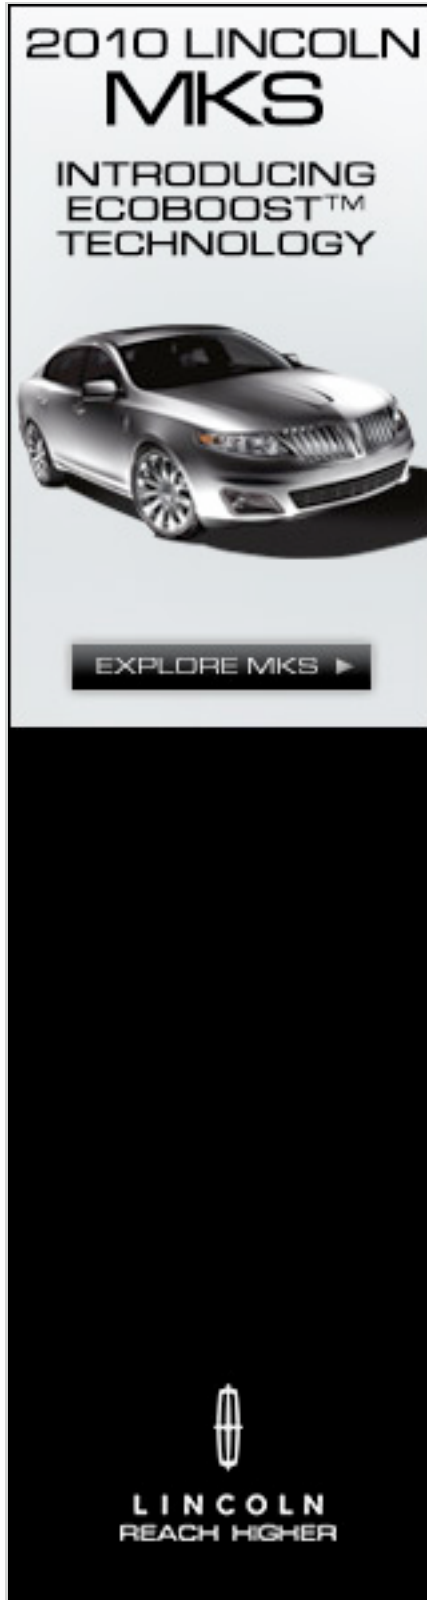 2010 LINCOLN
MKS
INTRODUCING
ECOBOOST™
TECHNOLOGY
EXPLORE MKS ►
LINCOLN
REACH HIGHER